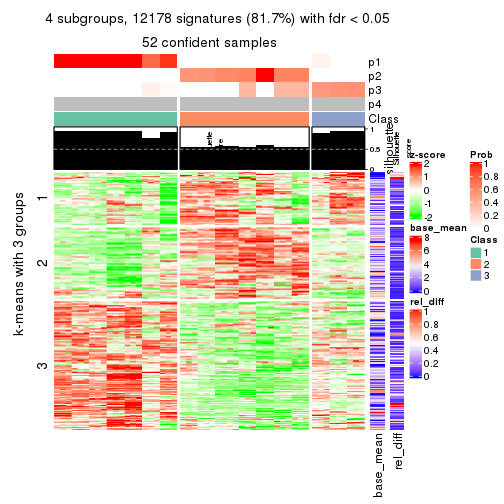 4 subgroups, 12178 signatures (81.7%) with fdr < 0.05
52 confident samples
p1
p2
p3
p4
Class
1
0.5
0
silhouette
Silhouette
score
k-means with 3 groups
1
2
3
base_mean
rel_diff
z-score
2
1
0
-1
-2
base_mean
8
6
4
2
0
rel_diff
1
0.8
0.6
0.4
0.2
0
Prob
1
0.8
0.6
0.4
0.2
0
Class
1
2
3